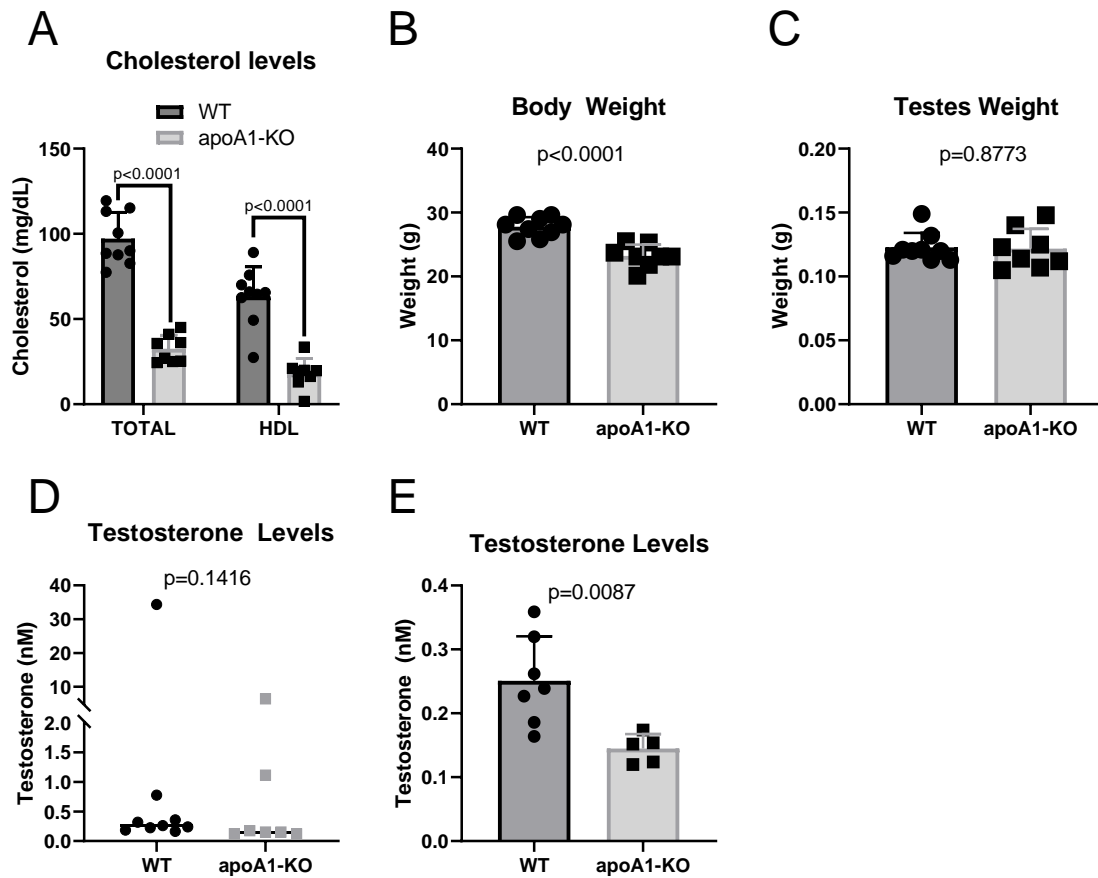 A
Cholesterol levels
WT
apoA1-KO
Cholesterol (mg/dL)
150
100
50
0
p<0.0001
p<0.0001
TOTAL
HDL
B
Body Weight
p<0.0001
Weight (g)
40
30
20
10
0
WT
apoA1-KO
C
Testes Weight
p=0.8773
Weight (g)
0.20
0.15
0.10
0.05
0.00
WT
apoA1-KO
D
Testosterone Levels
p=0.1416
Testosterone (nM)
40
30
20
10
2.0
1.5
1.0
0.5
0.0
WT
apoA1-KO
E
Testosterone Levels
p=0.0087
Testosterone (nM)
0.4
0.3
0.2
0.1
0.0
WT
apoA1-KO